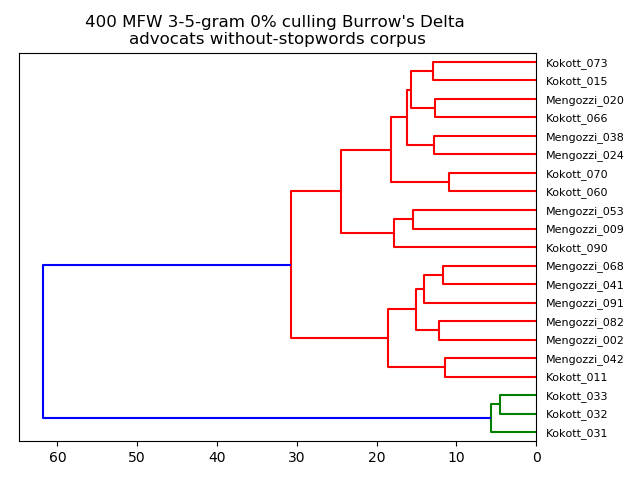 400 MFW 3-5-gram 0% culling Burrow's Delta
advocats without-stopwords corpus
Kokott_073
Kokott_015
Mengozzi_020
Kokott_066
Mengozzi_038
Mengozzi_024
Kokott_070
Kokott_060
Mengozzi_053
Mengozzi_009
Kokott_090
Mengozzi_068
Mengozzi_041
Mengozzi_091
Mengozzi_082
Mengozzi_002
Mengozzi_042
Kokott_011
Kokott_033
Kokott_032
Kokott_031
60 50 40 30 20 10 0